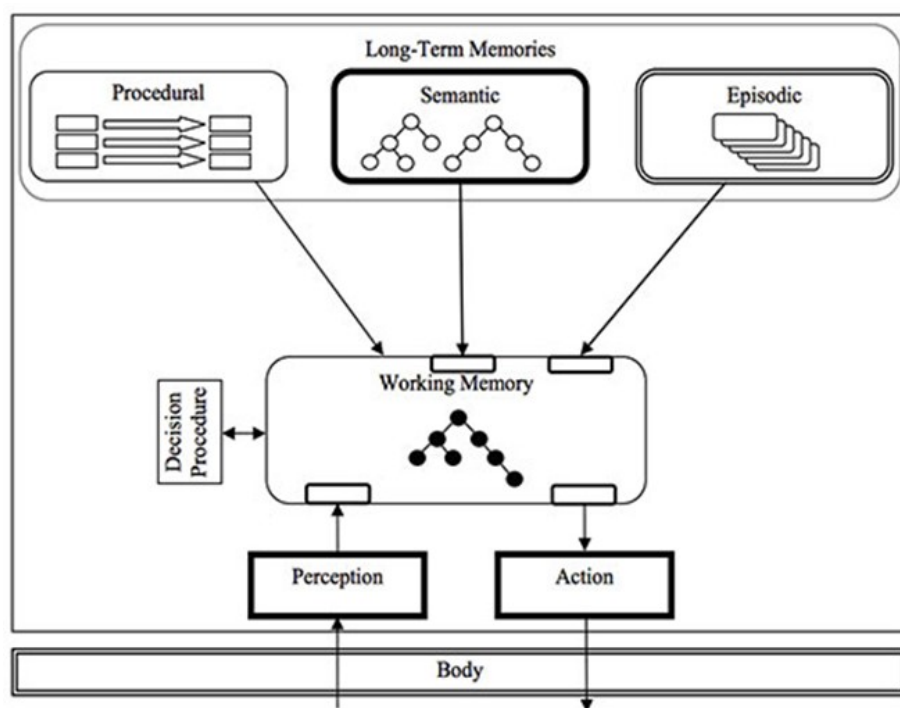 Long-Term Memories
Procedural
Semantic
Episodic
Working Memory
Decision
Procedure
Perception
Action
Body